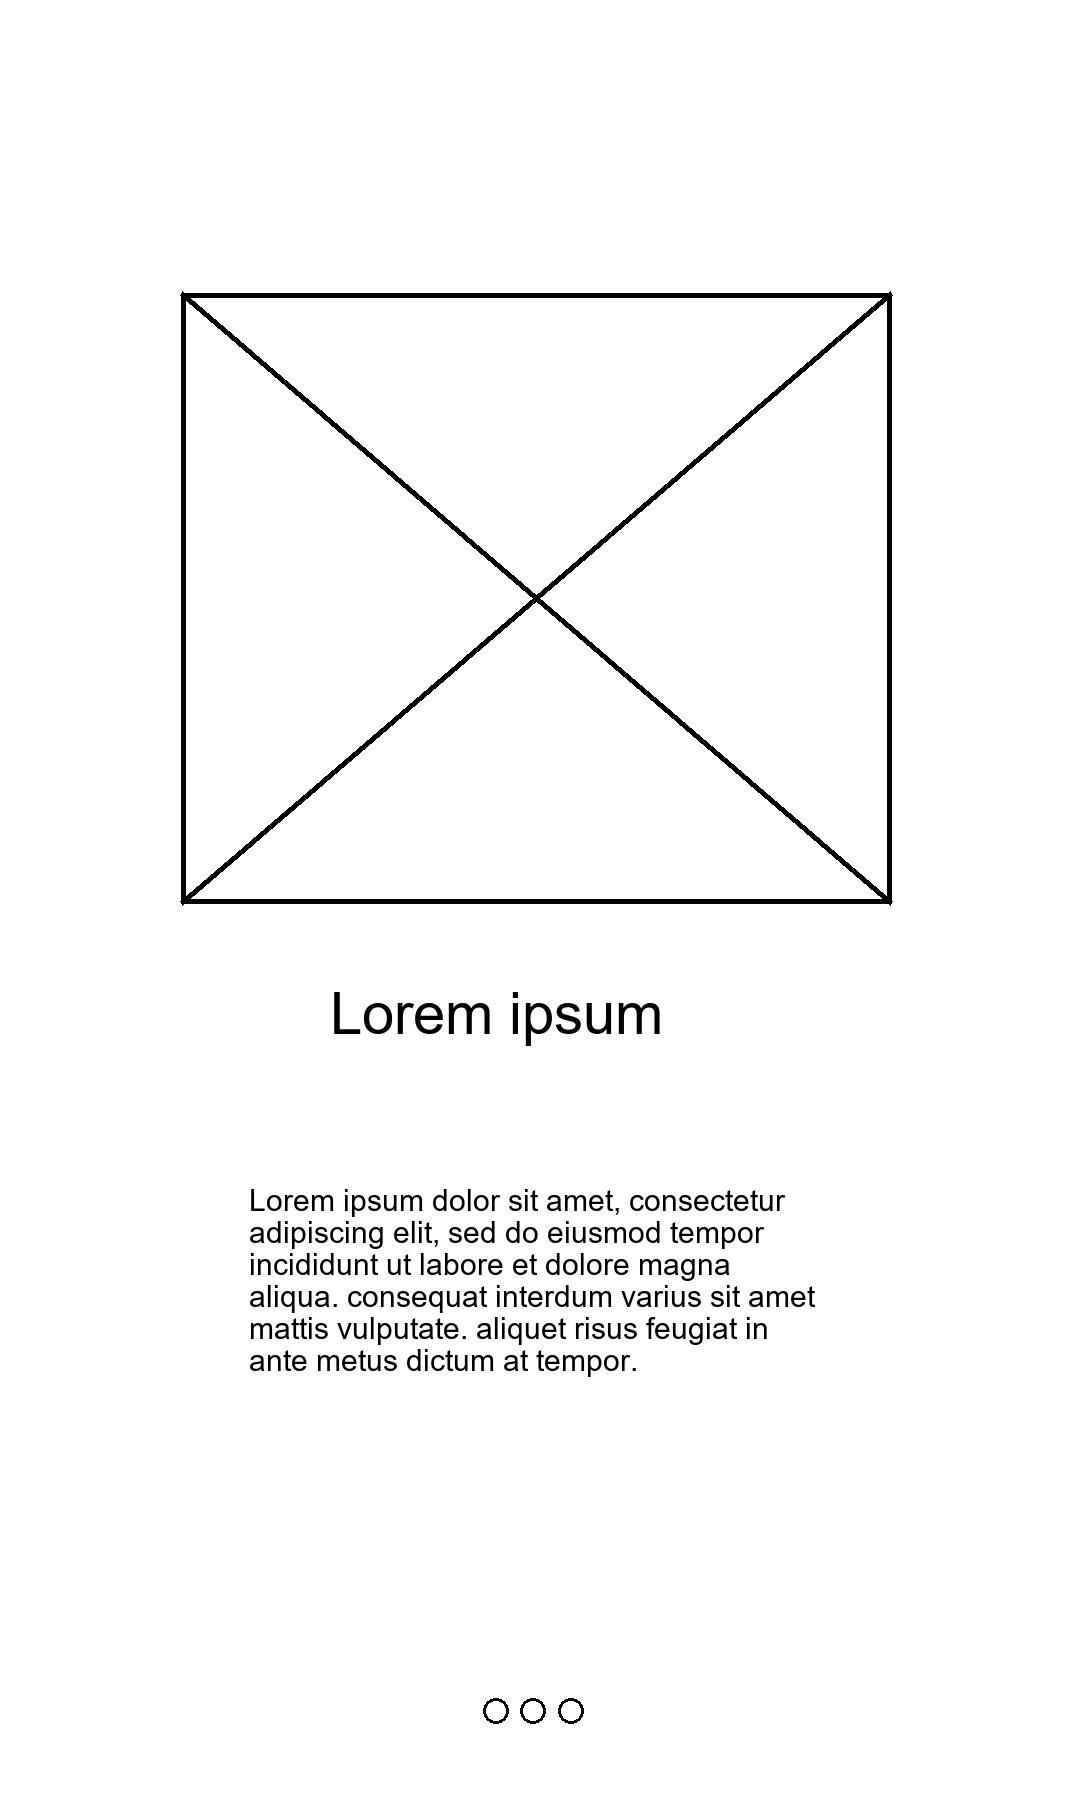 Lorem ipsum
Lorem ipsum dolor sit amet, consectetur
adipiscing elit, sed do eiusmod tempor
incididunt ut labore et dolore magna
aliqua. consequat interdum varius sit amet
mattis vulputate. aliquet risus feugiat in
ante metus dictum at tempor.